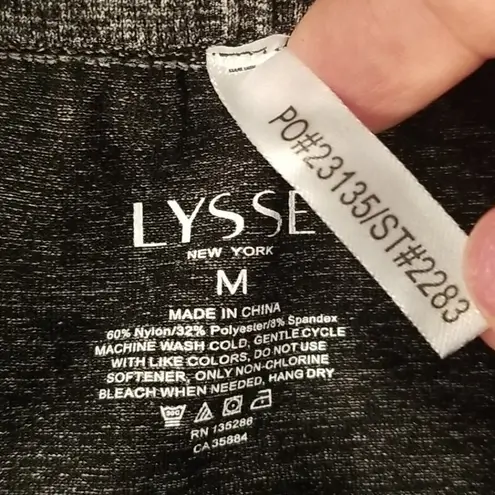 LYSSE
NEW YORK
M
MADE IN CHINA
60% Nylon/32% Polyester/8% Spandex
MACHINE WASH COLD, GENTLE CYCLE
WITH LIKE COLORS, DO NOT USE
SOFTENER, ONLY NON-CHLORINE
BLEACH WHEN NEEDED, HANG DRY
RN 135286
CA 35884
PO#23135/ST#2283